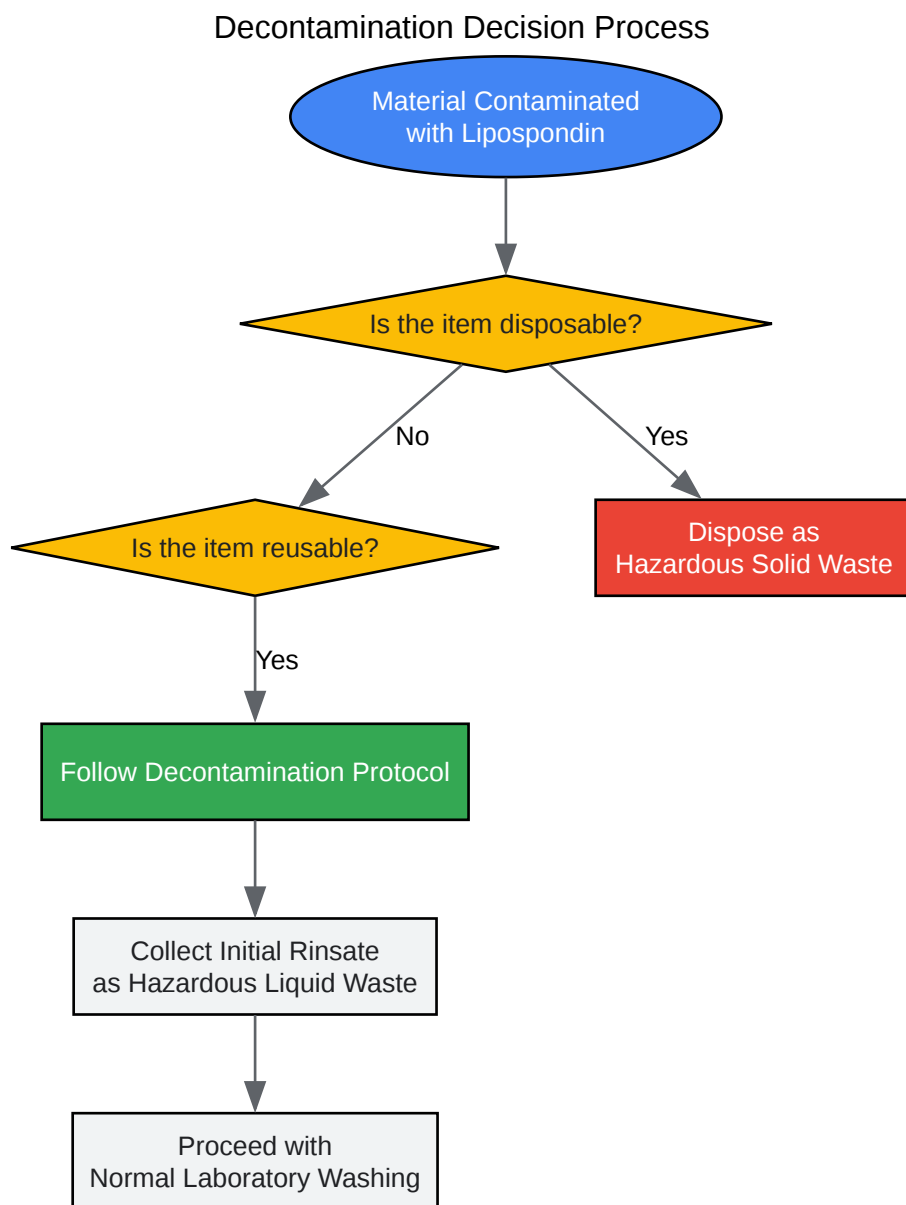 Decontamination Decision Process
Material Contaminated
with Lipospondin
Is the item disposable?
No
Yes
Is the item reusable?
Dispose as
Hazardous Solid Waste
Yes
Follow Decontamination Protocol
Collect Initial Rinsate
as Hazardous Liquid Waste
Proceed with
Normal Laboratory Washing